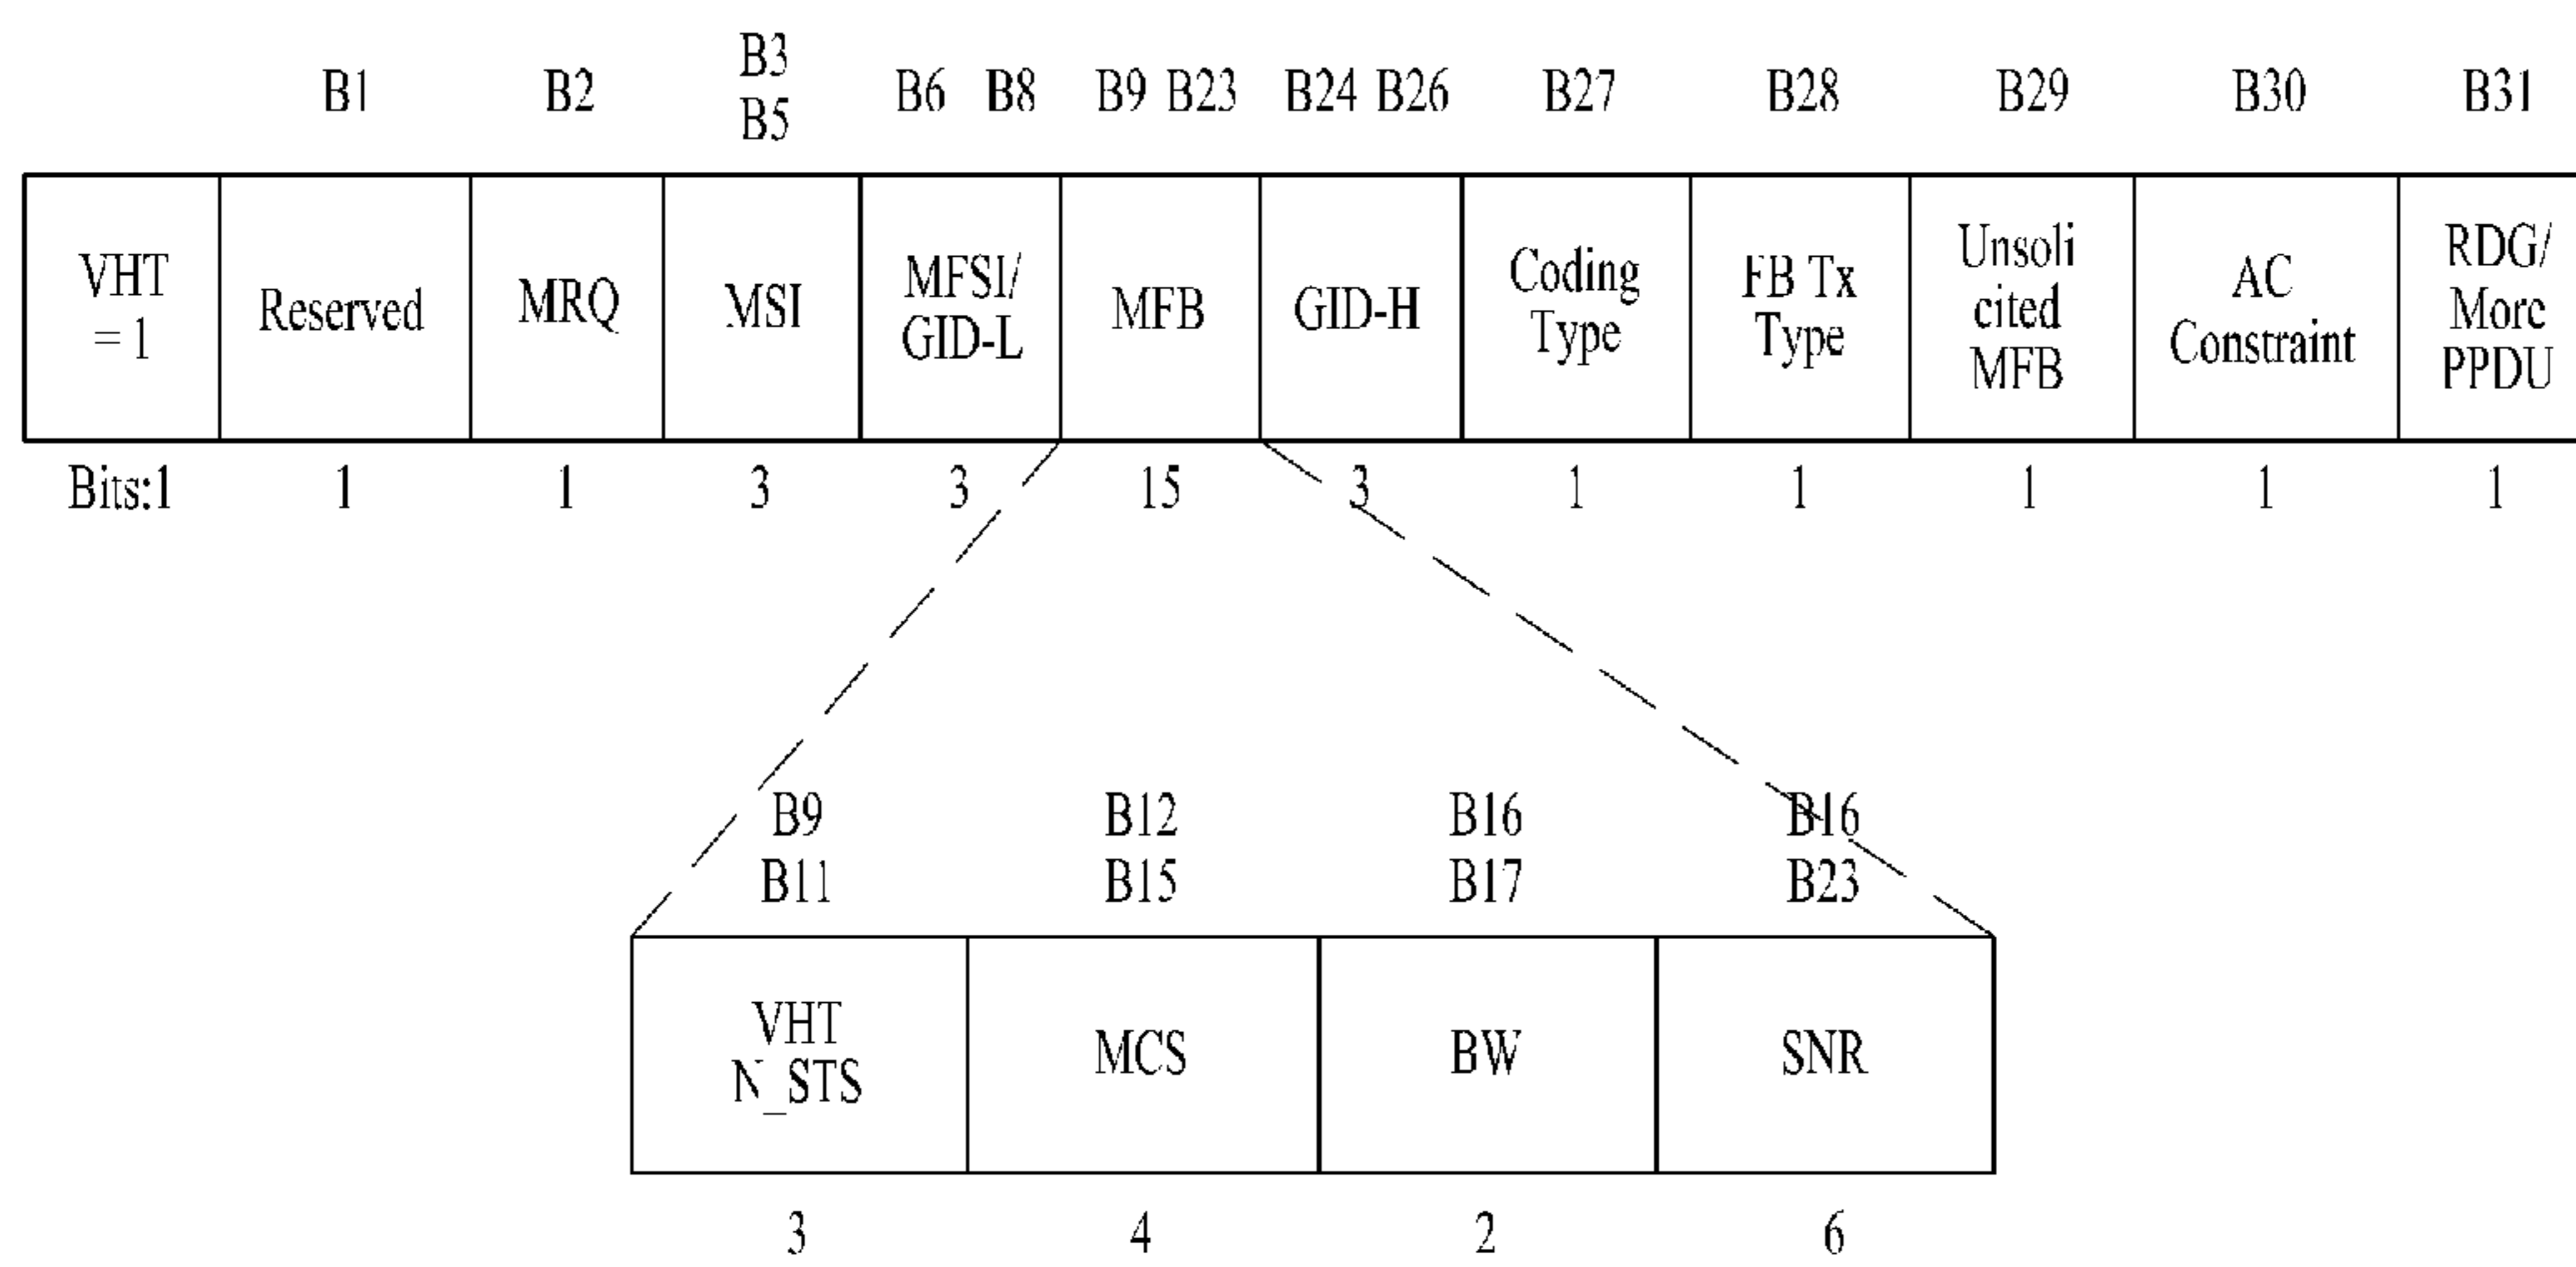 B1 B2 B3 B5 B6 B8 B9 B23 B24 B26 B27 B28 B29 B30 B31
VHT = 1
Reserved
MRQ
MSI
MFSI/
GID-L
MFB
GID-H
Coding
Type
FB Tx
Type
Unsoli
cited
MFB
AC
Constraint
RDG/
More
PPDU
Bits:1 1 1 3 3 15 3 1 1 1 1 1
B9 B12 B16 B16
B11 B15 B17 B23
VHT
N_STS
MCS
BW
SNR
3 4 2 6